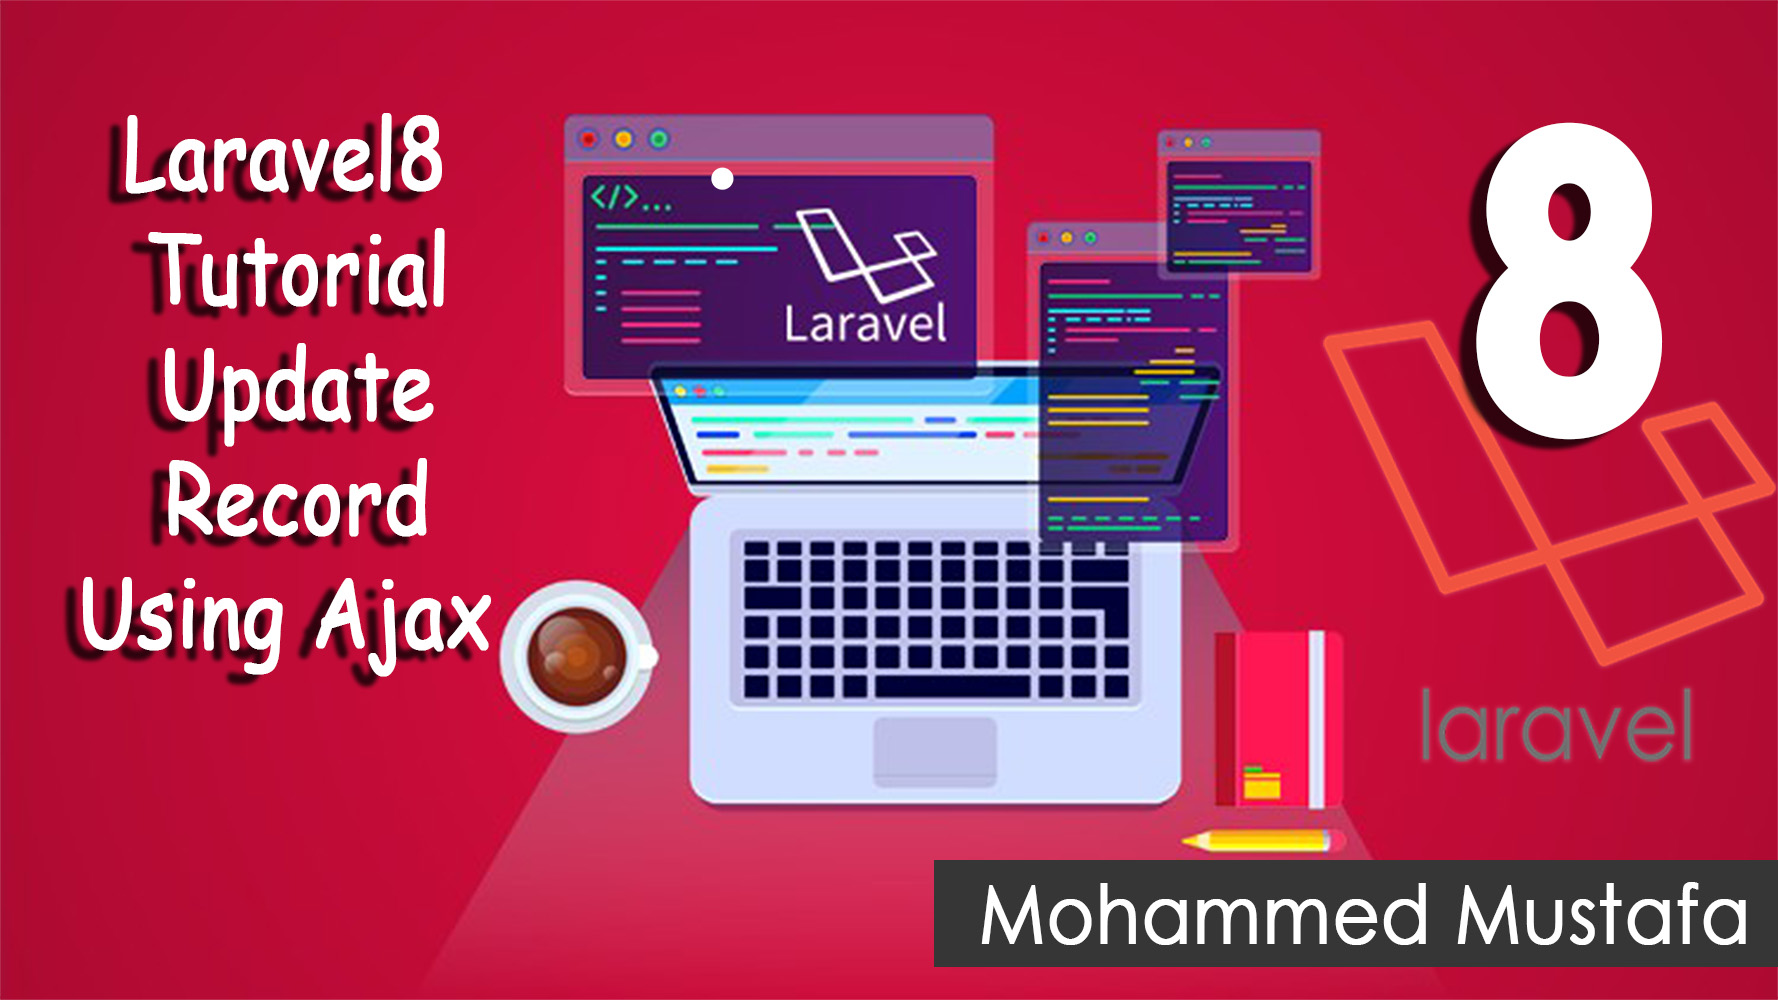 Laravel8
Tutorial
Update
Record
Using Ajax
</>...
Laravel
8
laravel
Mohammed Mustafa